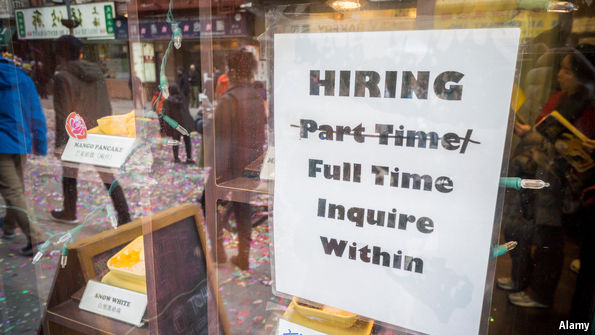 HIRING
Part Time/
Full Time
Inquire
Within
MANGO PANCAKE
SNOW WHITE
Alamy